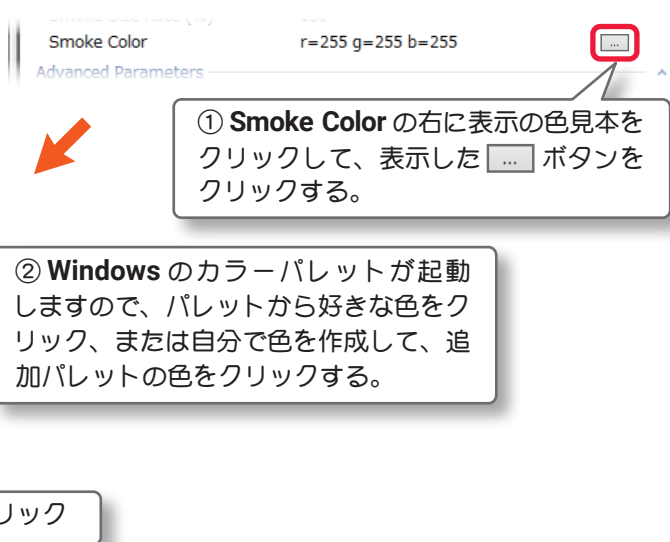 Smoke Color r=255 g=255 b=255 ...
Advanced Parameters
① Smoke Color の右に表示の色見本を
クリックして、表示した ... ボタンを
クリックする。
② Windows のカラーパレットが起動
しますので、パレットから好きな色をク
リック、または自分で色を作成して、追
加パレットの色をクリックする。
リック